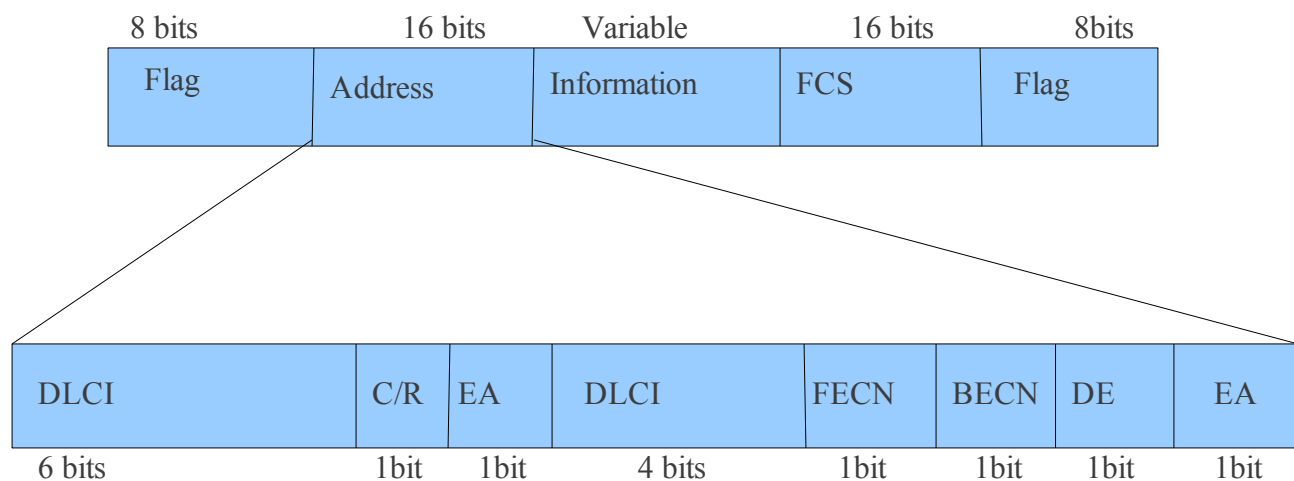 8 bits 16 bits Variable 16 bits 8bits
Flag Address Information FCS Flag
DLCI C/R EA DLCI FECN BECN DE EA
6 bits 1bit 1bit 4 bits 1bit 1bit 1bit 1bit